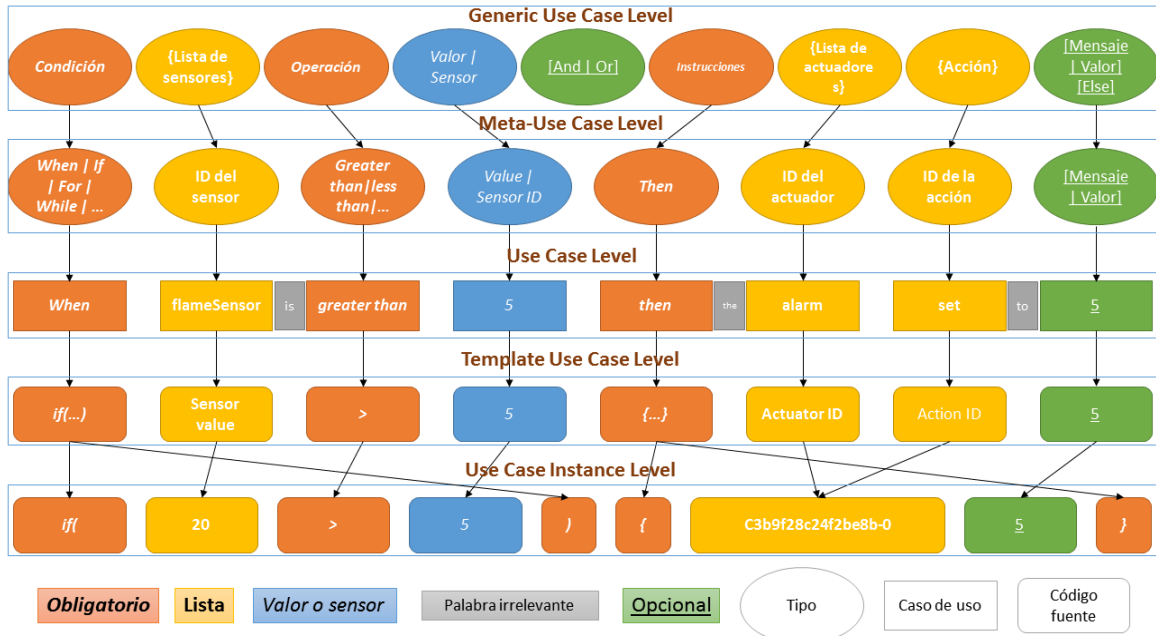 Generic Use Case Level
Condición
{Lista de
sensores}
Operación
Valor |
Sensor
[And | Or]
Instrucciones
{Lista de
actuadore
s}
{Acción}
[Mensaje
| Valor]
[Else]
Meta-Use Case Level
When | If
| For |
While | ...
ID del
sensor
Greater
than|less
than|...
Value |
Sensor ID
Then
ID del
actuador
ID de la
acción
[Mensaje
| Valor]
Use Case Level
When
flameSensor
is
greater than
5
then
the
alarm
set
to
5
Template Use Case Level
if(...)
Sensor
value
>
5
{...}
Actuator ID
Action ID
5
Use Case Instance Level
if(
20
>
5
)
{
C3b9f28c24f2be8b-0
5
}
Obligatorio
Lista
Valor o sensor
Palabra irrelevante
Opcional
Tipo
Caso de uso
Código
fuente